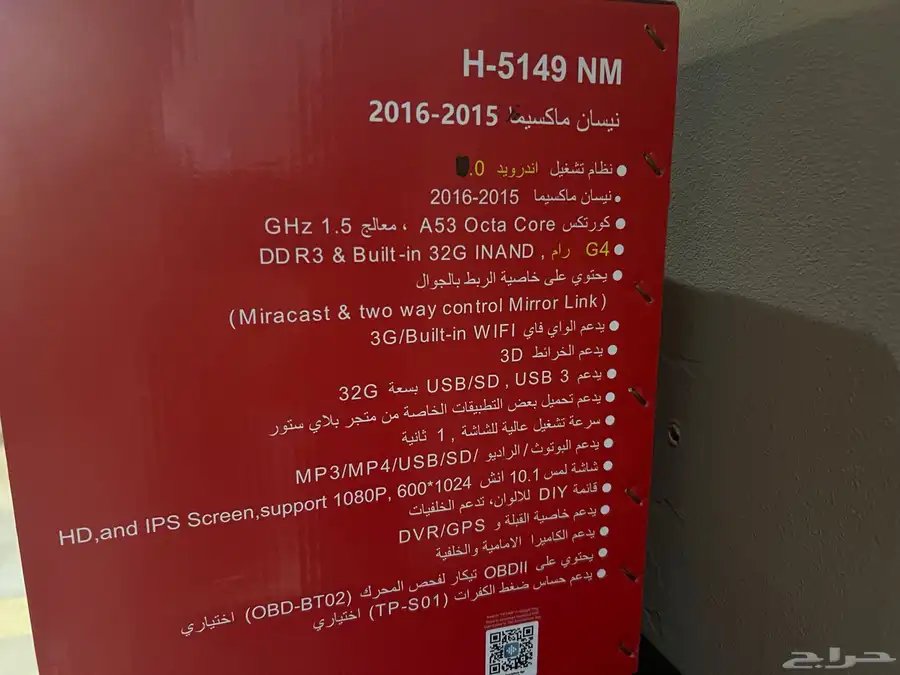 H-5149 NM
نيسان ماكسيما 2015-2016
نظام تشغيل اندرويد .0
نيسان ماكسيما 2015-2016
كورتكس A53 Octa Core ، معالج 1.5 GHz
G4 رام , DDR3 & Built-in 32G INAND
يحتوي على خاصية الربط بالجوال
(Miracast & two way control Mirror Link)
يدعم الواي فاي 3G/Built-in WIFI
يدعم الخرائط 3D
يدعم USB/SD , USB 3 بسعة 32G
يدعم تحميل بعض التطبيقات الخاصة من متجر بلاي ستور
سرعة تشغيل عالية للشاشة , 1 ثانية
يدعم البوتوث/الراديو /MP3/MP4/USB/SD
شاشة لمس 10.1 انش 1024*600 ,HD,and IPS Screen,support 1080P
قائمة DIY للالوان، تدعم الخلفيات
يدعم خاصية القبلة و DVR/GPS
يدعم الكاميرا الامامية والخلفية
يحتوي على OBDII تيكار لفحص المحرك (OBD-BT02) اختياري
يدعم حساس ضغط الكفرات (TP-S01) اختياري
حراج